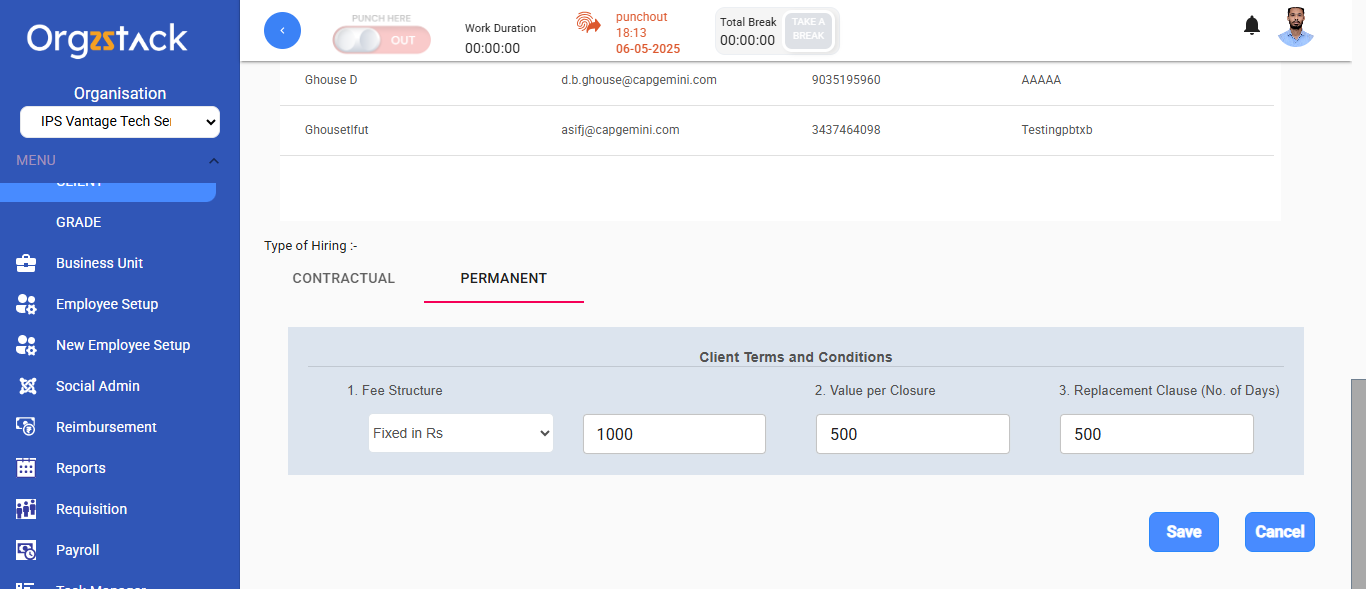 Orgzstack
Organisation
IPS Vantage Tech Ser
MENU
CLIENT
GRADE
Business Unit
Employee Setup
New Employee Setup
Social Admin
Reimbursement
Reports
Requisition
Payroll
Task Manager
PUNCH HERE
OUT
Work Duration
00:00:00
punchout
18:13
06-05-2025
Total Break
00:00:00
TAKE A
BREAK
Ghouse D d.b.ghouse@capgemini.com 9035195960 AAAAA
Ghousetlfut asifj@capgemini.com 3437464098 Testingpbtxb
Type of Hiring :-
CONTRACTUAL PERMANENT
Client Terms and Conditions
1. Fee Structure 2. Value per Closure 3. Replacement Clause (No. of Days)
Fixed in Rs 1000 500 500
Save Cancel